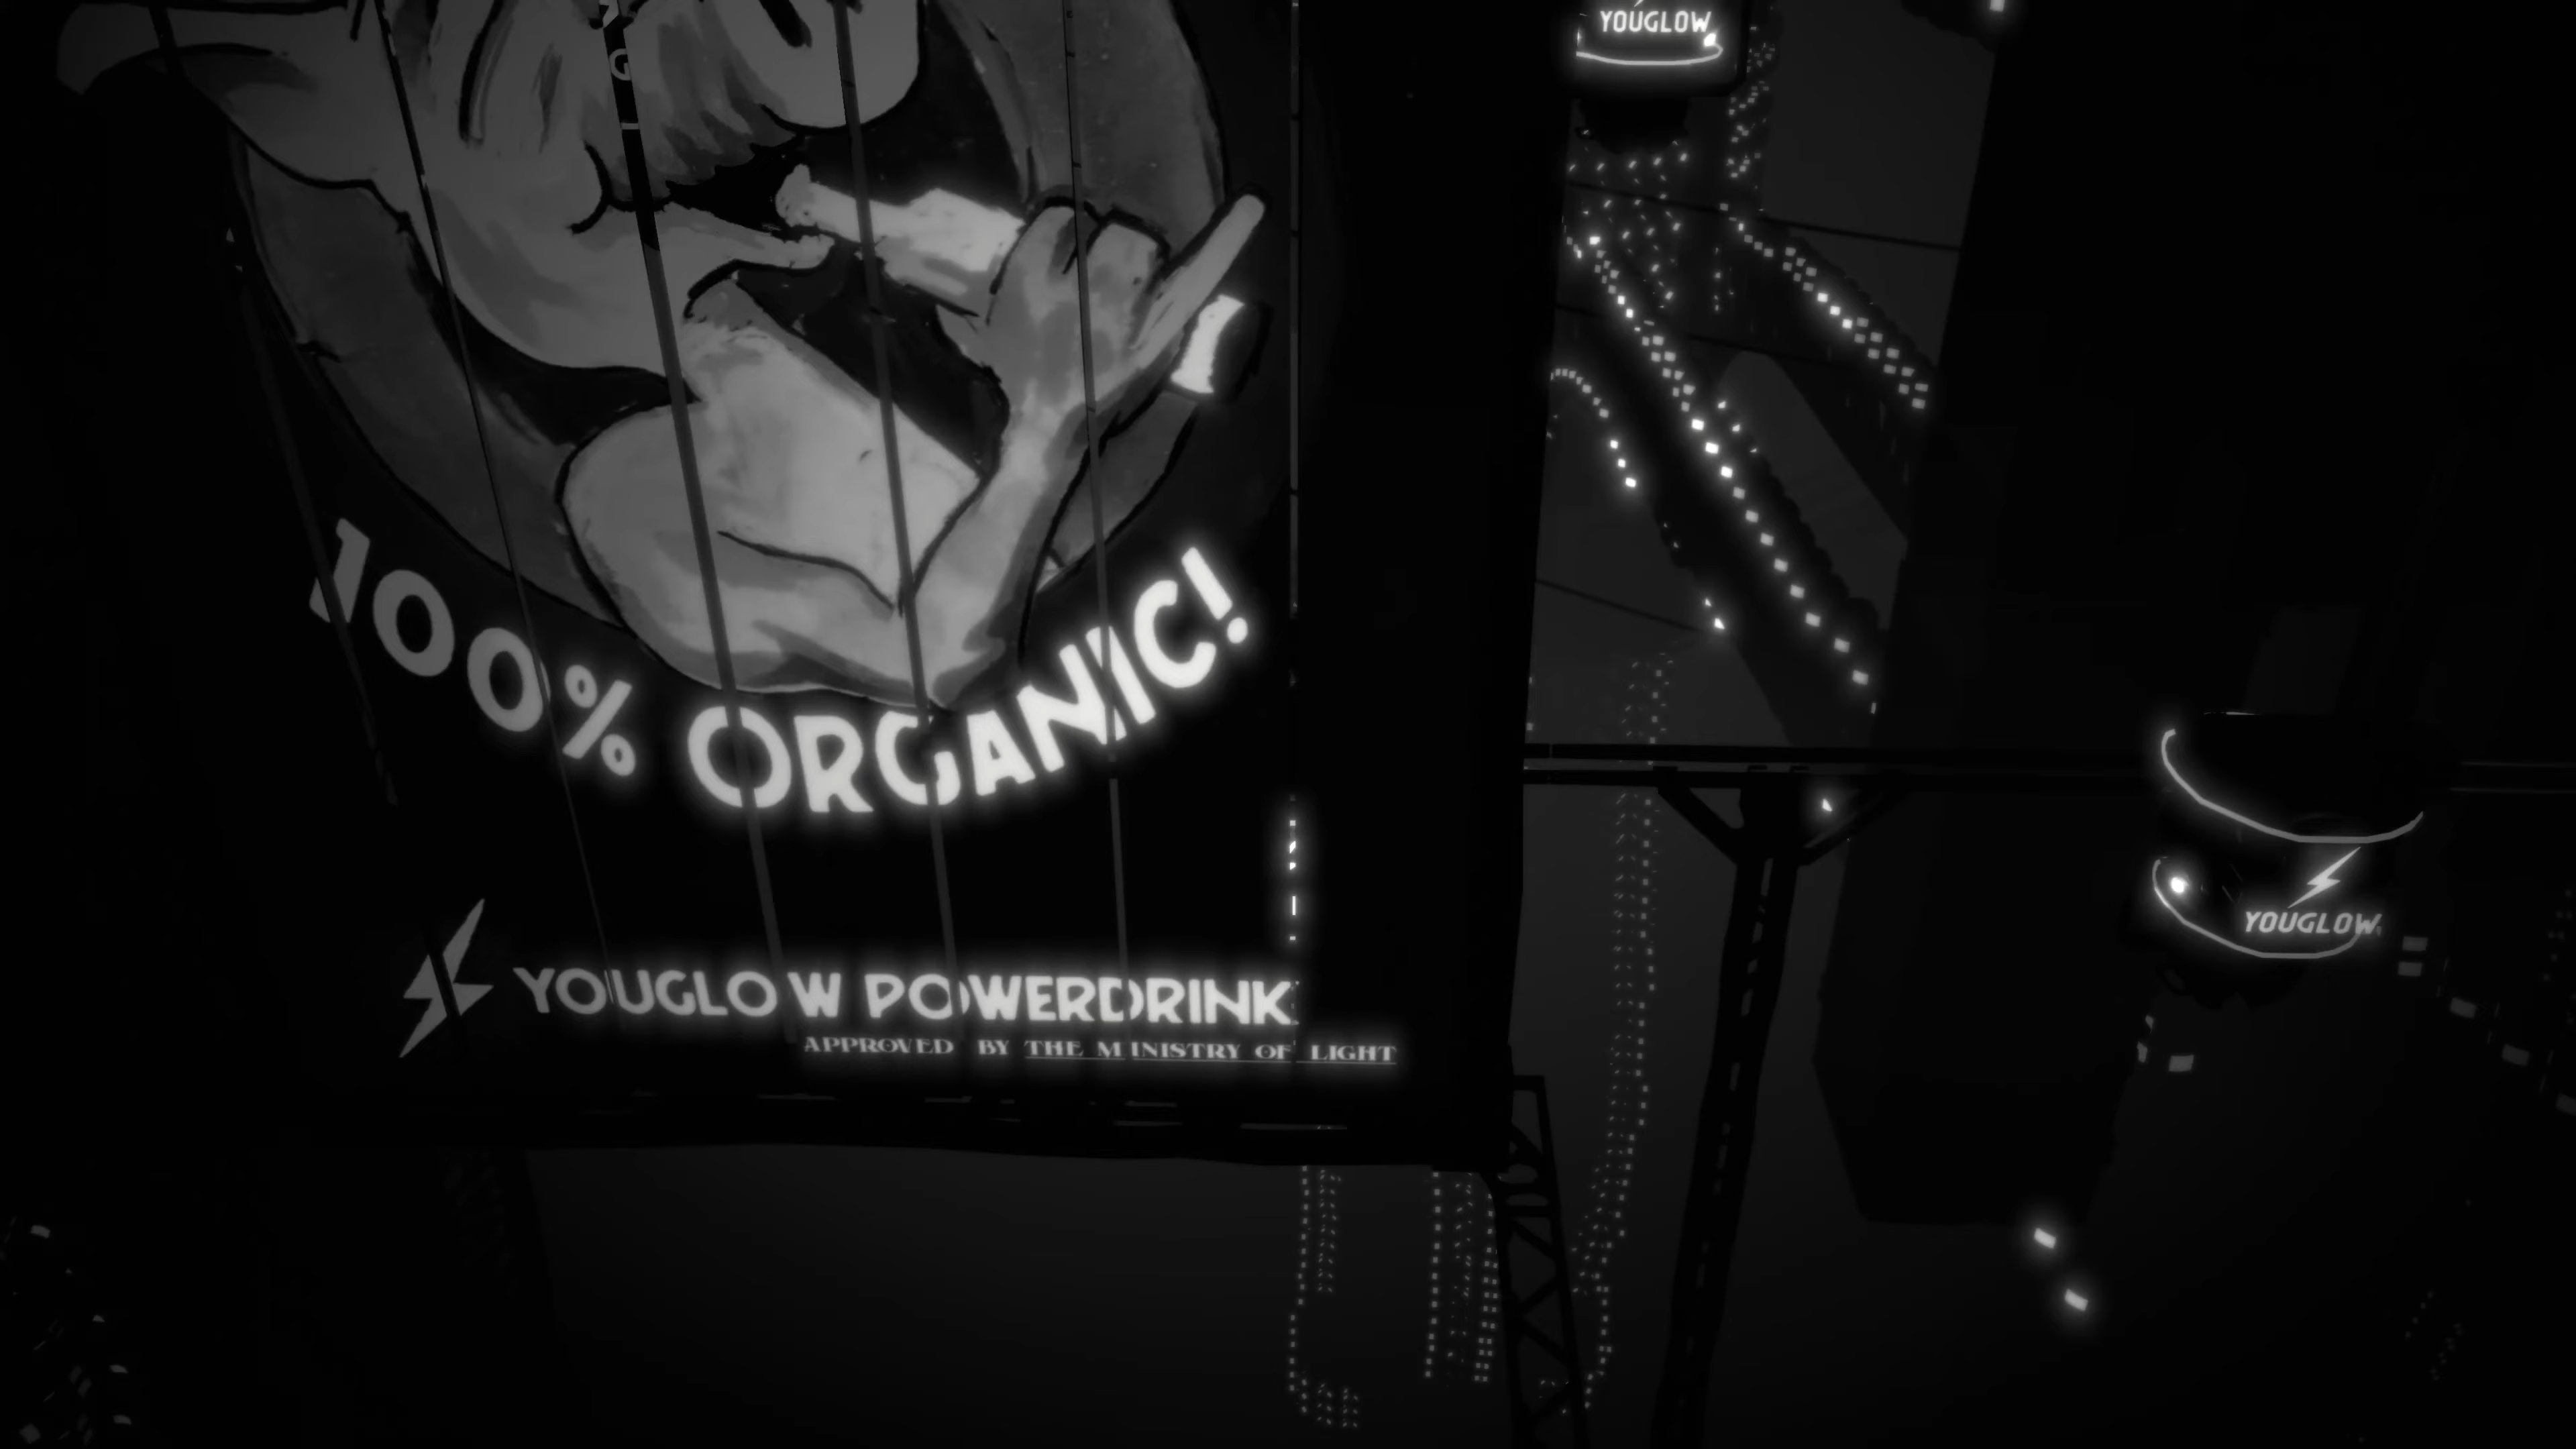 YOUGLOW
100% ORGANIC!
YOUGLOW
YOUGLOW POWERDRINK
APPROVED BY THE MINISTRY OF LIGHT